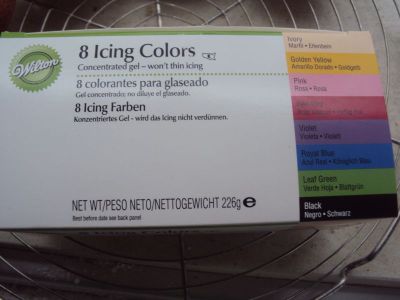 Wilton
8 Icing Colors
Concentrated gel – won't thin icing
8 colorantes para glaseado
Gel concentrado; no diluye el glaseado.
8 Icing Farben
Konzentriertes Gel - wird das Icing nicht verdünnen.
NET WT/PESO NETO/NETTOGEWICHT 226g e
Best before date see back panel
Ivory
Marfil • Elfenbein
Golden Yellow
Amarillo Dorado • Goldgelb
Pink
Rosa • Rosa
Violet
Violeta • Violett
Royal Blue
Azul Real • Königlich Blau
Leaf Green
Verde Hoja • Blattgrün
Black
Negro • Schwarz